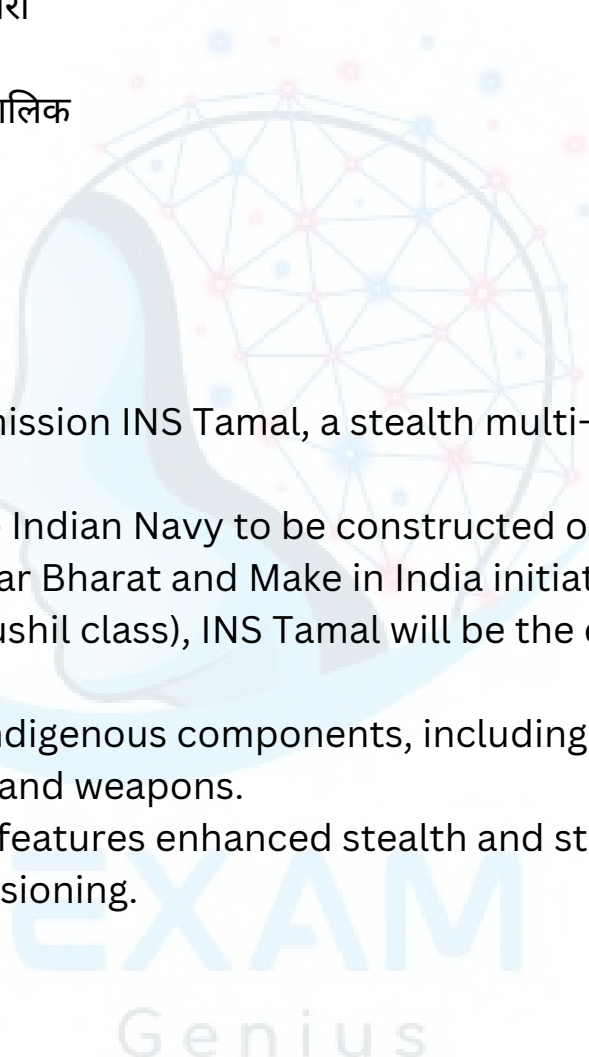 रा
ालिक
mission INS Tamal, a stealth multi-
Indian Navy to be constructed o
ar Bharat and Make in India initiat
ushil class), INS Tamal will be the
ndigenous components, including
and weapons.
features enhanced stealth and st
sioning.
EXAM
Genius